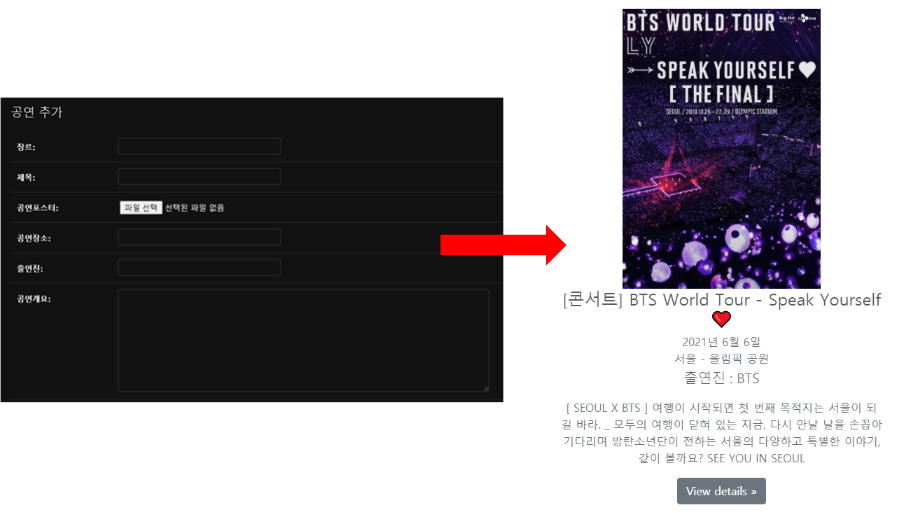 공연 추가
장르:
제목:
공연포스터:
파일 선택 선택된 파일 없음
공연장소:
출연진:
공연개요:
BTS WORLD TOUR
LY
SPEAK YOURSELF
[ THE FINAL ]
SEOUL / 2019.10.26 - 27, 29 / OLYMPIC STADIUM
[콘서트] BTS World Tour - Speak Yourself
2021년 6월 6일
서울 - 올림픽 공원
출연진 : BTS
[ SEOUL X BTS ] 여행이 시작되면 첫 번째 목적지는 서울이 되
길 바라. _ 모두의 여행이 닫혀 있는 지금, 다시 만날 날을 손꼽아
기다리며 방탄소년단이 전하는 서울의 다양하고 특별한 이야기,
같이 볼까요? SEE YOU IN SEOUL
View details »